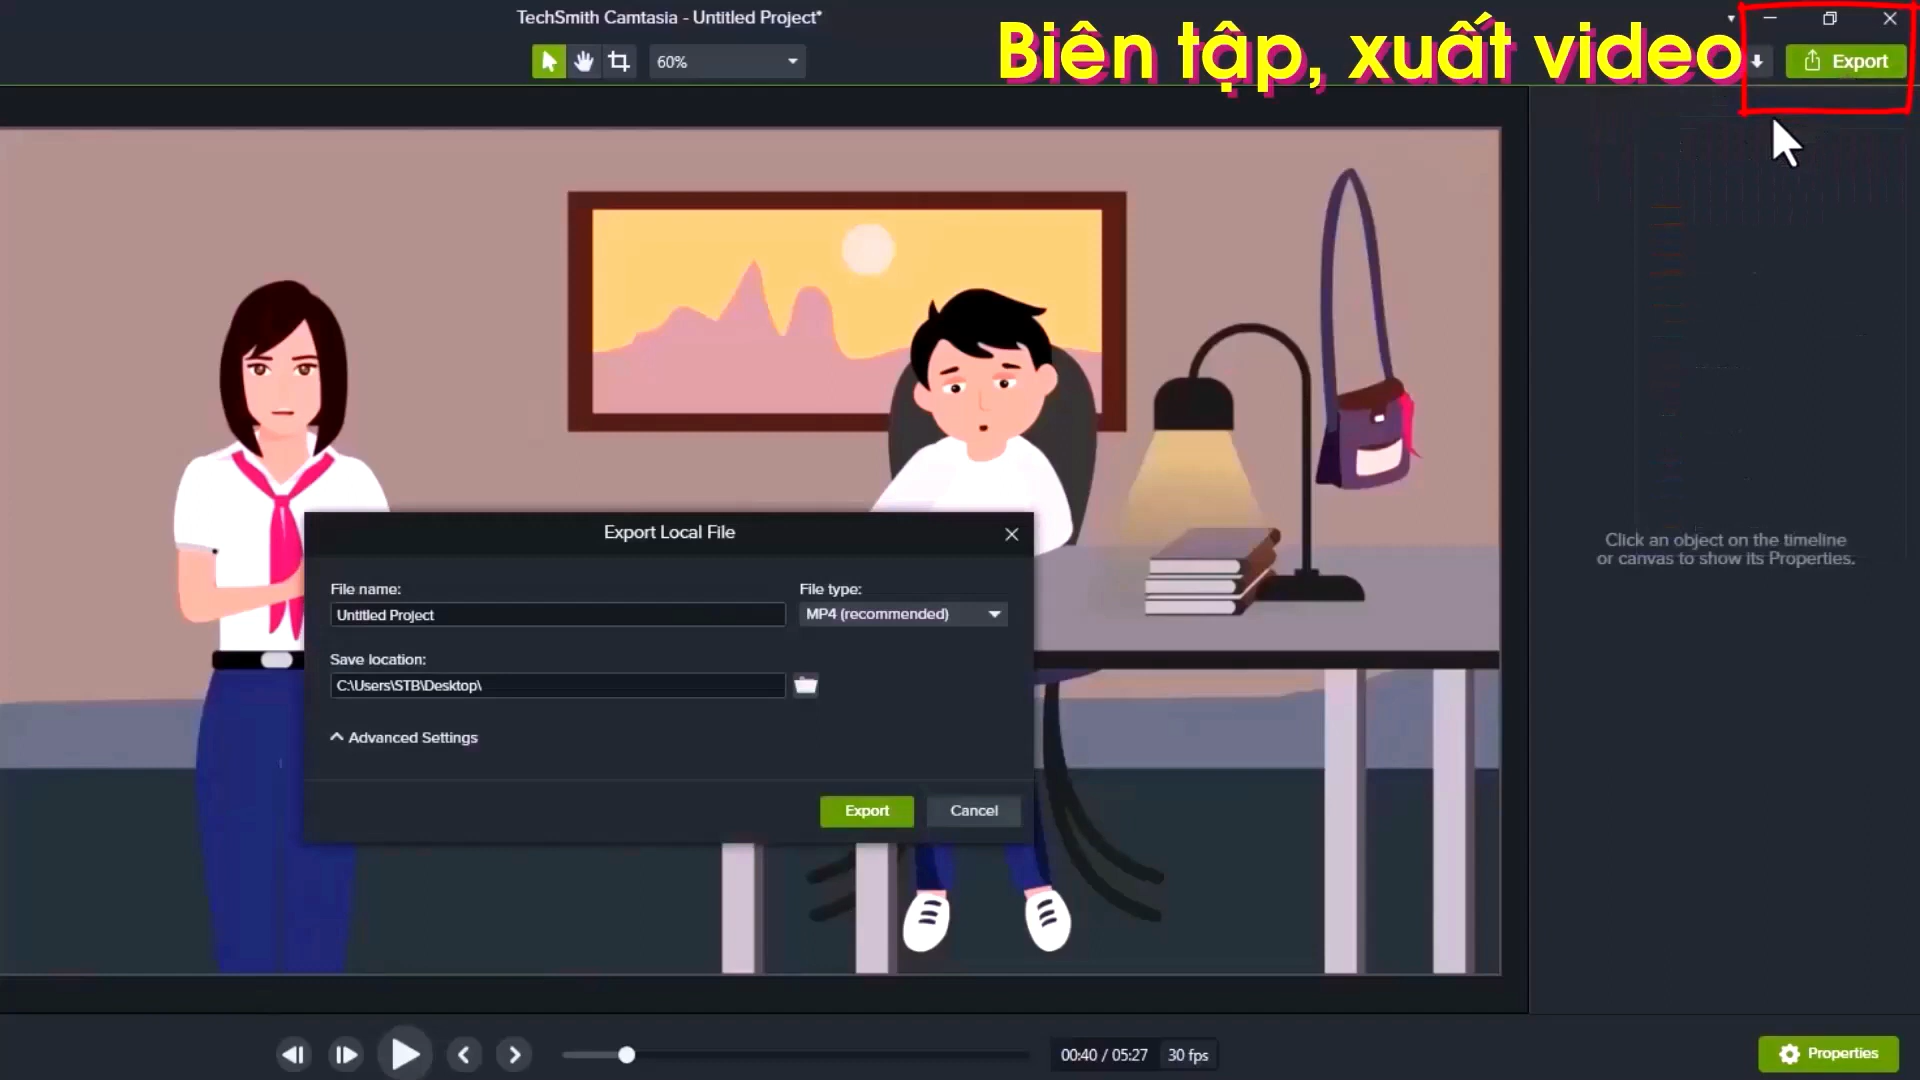 TechSmith Camtasia - Untitled Project*
Biên tập, xuất video
60%
Export
Click an object on the timeline
or canvas to show its Properties.
Export Local File
File name:
File type:
Untitled Project
MP4 (recommended)
Save location:
C:\Users\STB\Desktop\
Advanced Settings
Export
Cancel
00:40 / 05:27
30 fps
Properties